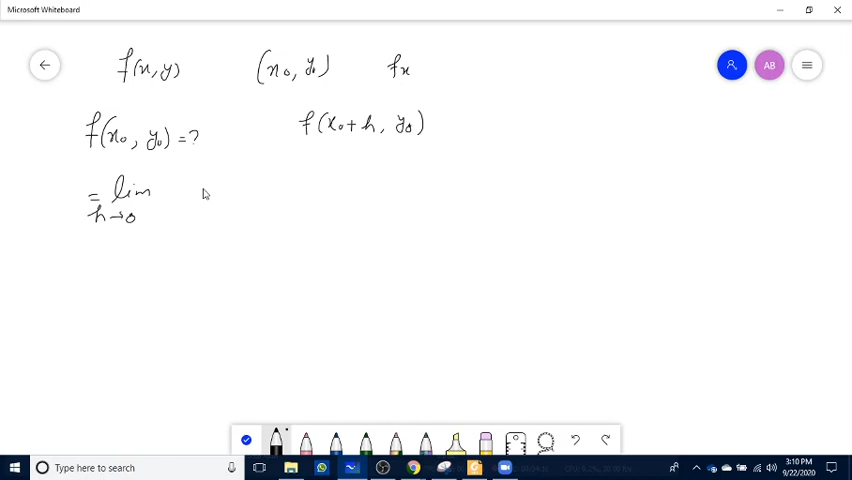 Microsoft Whiteboard
f(x,y) (x₀, y₀) fx
AB
f(x₀, y₀) = ? f(x₀+h, y₀)
= lim
h→0
Type here to search
3:10 PM
9/22/2020